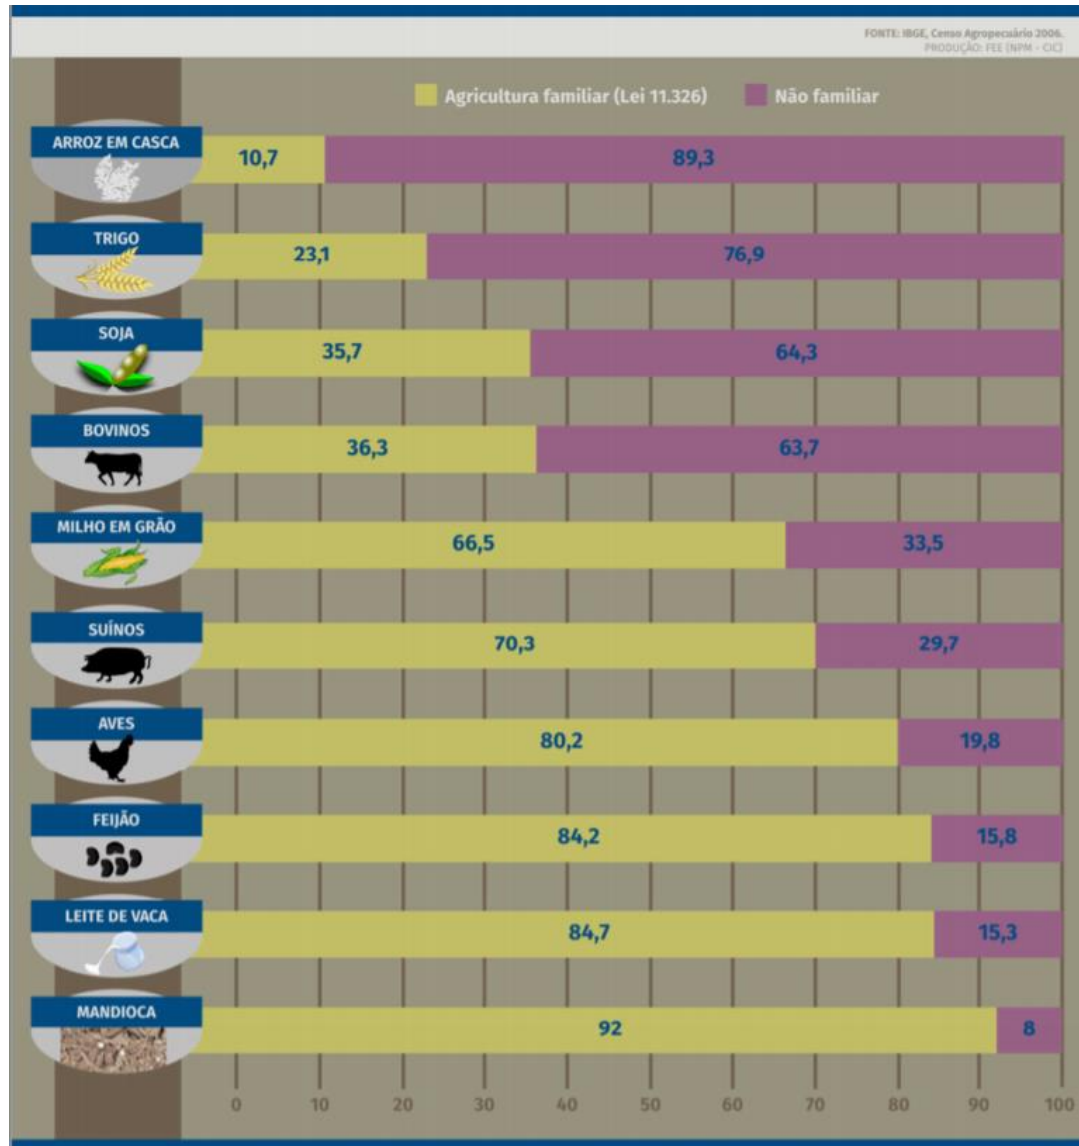 FONTE: IBGE, Censo Agropecuário 2006.
PRODUÇÃO: FEE (NPM - CIC)
Agricultura familiar (Lei 11.326) Não familiar
ARROZ EM CASCA
10,7 89,3
TRIGO
23,1 76,9
SOJA
35,7 64,3
BOVINOS
36,3 63,7
MILHO EM GRÃO
66,5 33,5
SUÍNOS
70,3 29,7
AVES
80,2 19,8
FEIJÃO
84,2 15,8
LEITE DE VACA
84,7 15,3
MANDIOCA
92 8
0 10 20 30 40 50 60 70 80 90 100